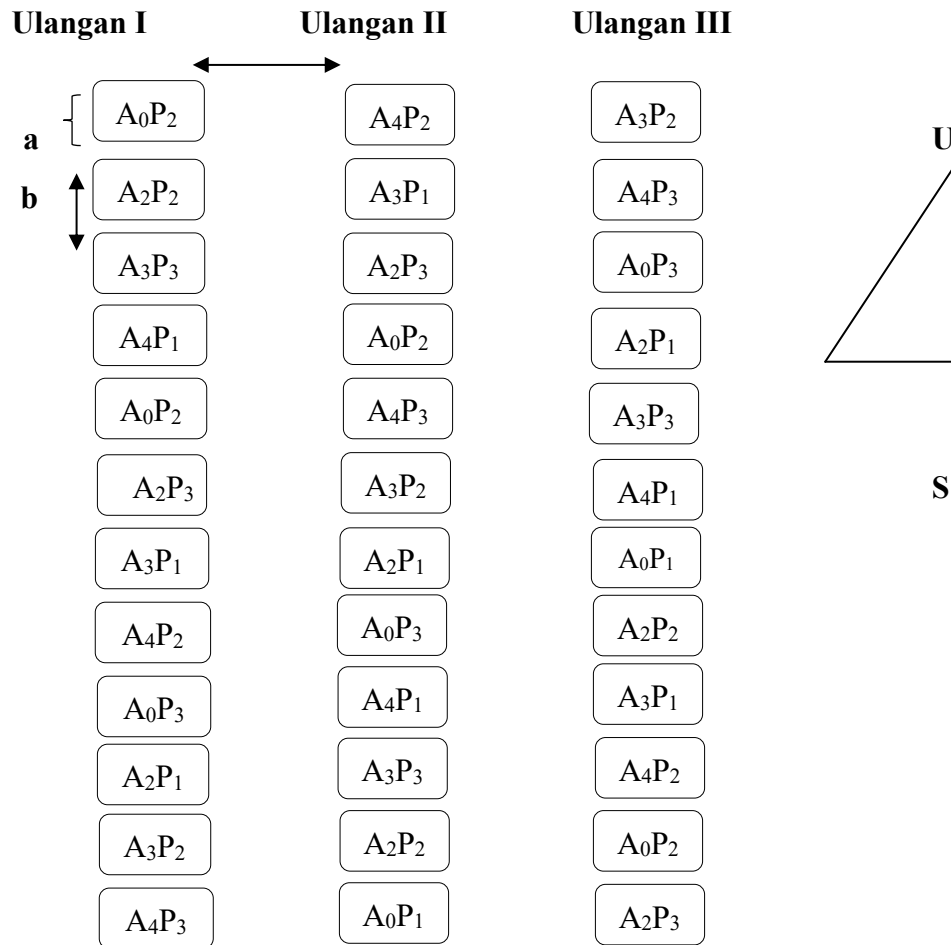 Ulangan I Ulangan II Ulangan III
A₀P₂ A₄P₂ A₃P₂
a U
A₂P₂ A₃P₁ A₄P₃
b
A₃P₃ A₂P₃ A₀P₃
A₄P₁ A₀P₂ A₂P₁
A₀P₂ A₄P₃ A₃P₃
A₂P₃ A₃P₂ A₄P₁ S
A₃P₁ A₂P₁ A₀P₁
A₄P₂ A₀P₃ A₂P₂
A₀P₃ A₄P₁ A₃P₁
A₂P₁ A₃P₃ A₄P₂
A₃P₂ A₂P₂ A₀P₂
A₄P₃ A₀P₁ A₂P₃